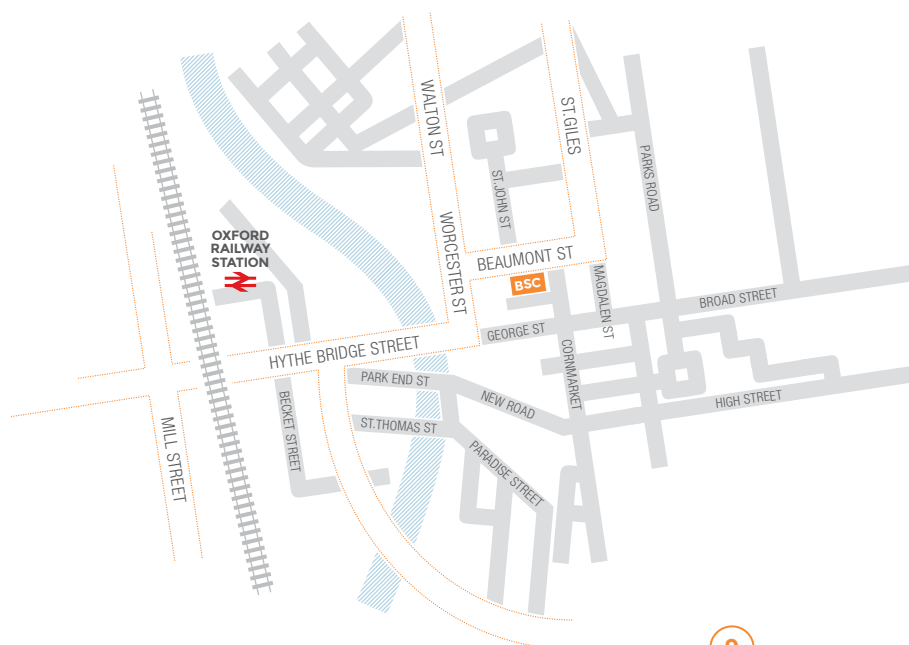 WALTON ST
ST.GILES
PARKS ROAD
ST.JOHN ST
OXFORD
RAILWAY
STATION
WORCESTER ST
BEAUMONT ST
BSC
MAGDALEN ST
BROAD STREET
GEORGE ST
HYTHE BRIDGE STREET
CORNMARKET
PARK END ST
NEW ROAD
HIGH STREET
BECKET STREET
ST.THOMAS ST
MILL STREET
PARADISE STREET